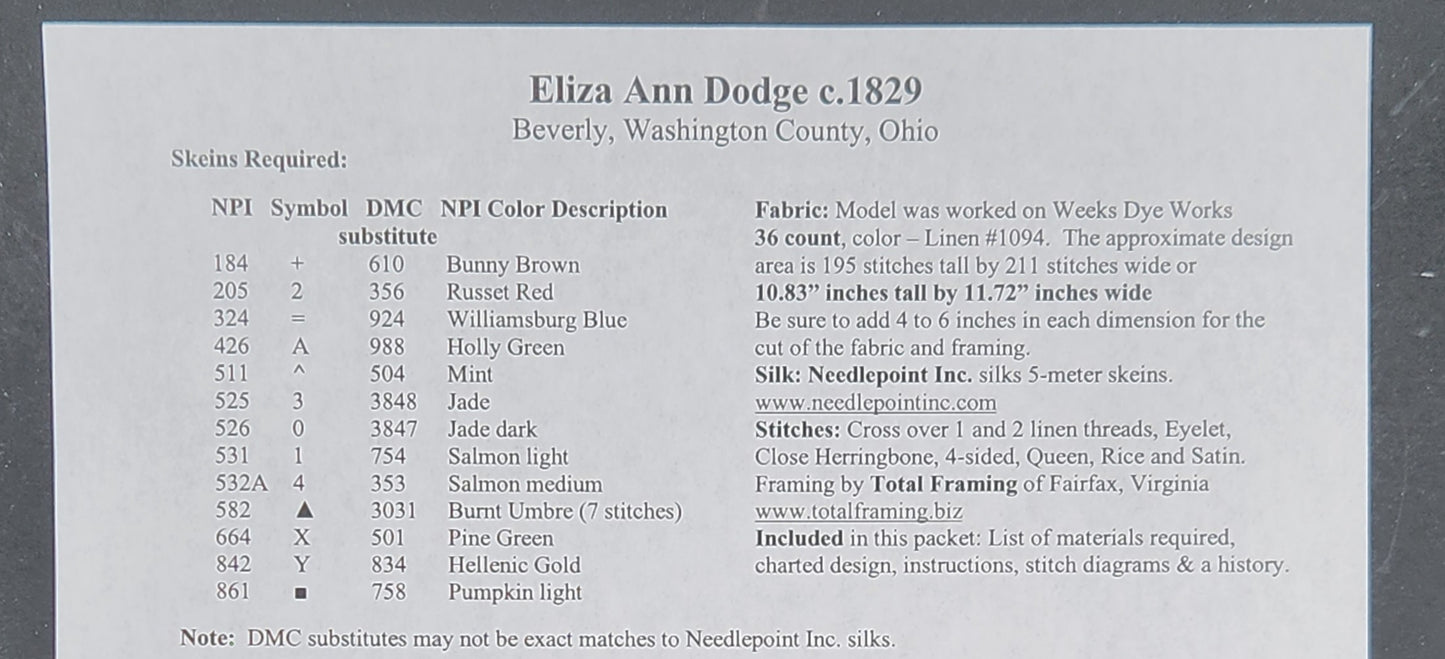 Eliza Ann Dodge c.1829
Beverly, Washington County, Ohio
Skeins Required:
NPI Symbol DMC NPI Color Description
substitute
184 + 610 Bunny Brown
205 2 356 Russet Red
324 = 924 Williamsburg Blue
426 A 988 Holly Green
511 ^ 504 Mint
525 3 3848 Jade
526 0 3847 Jade dark
531 1 754 Salmon light
532A 4 353 Salmon medium
582 ▲ 3031 Burnt Umbre (7 stitches)
664 X 501 Pine Green
842 Y 834 Hellenic Gold
861 ■ 758 Pumpkin light
Fabric: Model was worked on Weeks Dye Works
36 count, color – Linen #1094. The approximate design
area is 195 stitches tall by 211 stitches wide or
10.83” inches tall by 11.72” inches wide
Be sure to add 4 to 6 inches in each dimension for the
cut of the fabric and framing.
Silk: Needlepoint Inc. silks 5-meter skeins.
www.needlepointinc.com
Stitches: Cross over 1 and 2 linen threads, Eyelet,
Close Herringbone, 4-sided, Queen, Rice and Satin.
Framing by Total Framing of Fairfax, Virginia
www.totalframing.biz
Included in this packet: List of materials required,
charted design, instructions, stitch diagrams & a history.
Note: DMC substitutes may not be exact matches to Needlepoint Inc. silks.